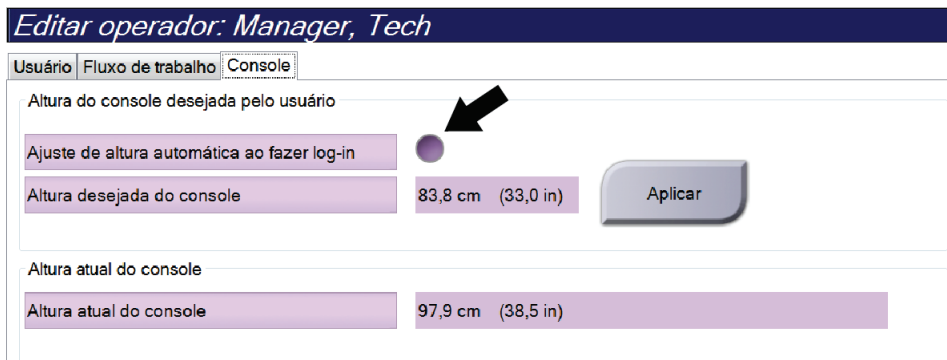 Editar operador: Manager, Tech
Usuário Fluxo de trabalho Console
Altura do console desejada pelo usuário
Ajuste de altura automática ao fazer log-in
Altura desejada do console 83,8 cm (33,0 in) Aplicar
Altura atual do console
Altura atual do console 97,9 cm (38,5 in)